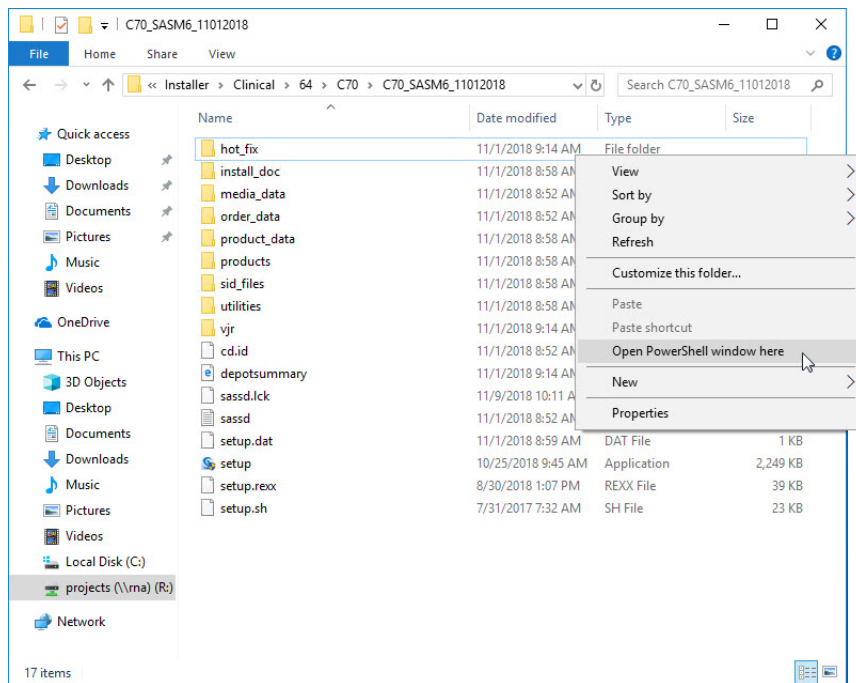 C70_SASM6_11012018
File Home Share View
« Installer > Clinical > 64 > C70 > C70_SASM6_11012018 Search C70_SASM6_11012018
Name Date modified Type Size
Quick access
Desktop
Downloads
Documents
Pictures
Music
Videos
OneDrive
This PC
3D Objects
Desktop
Documents
Downloads
Music
Pictures
Videos
Local Disk (C:)
projects (\\rna) (R:)
Network
hot_fix 11/1/2018 9:14 AM File folder
install_doc 11/1/2018 8:58 AM
media_data 11/1/2018 8:52 AM
order_data 11/1/2018 8:52 AM
product_data 11/1/2018 8:58 AM
products 11/1/2018 8:58 AM
sid_files 11/1/2018 8:58 AM
utilities 11/1/2018 8:58 AM
vjr 11/1/2018 9:14 AM
cd.id 11/1/2018 8:52 AM
depotsummary 11/1/2018 9:14 AM
sassd.lck 11/9/2018 10:11 A
sassd 11/1/2018 8:52 AM
setup.dat 11/1/2018 8:59 AM DAT File 1 KB
setup 10/25/2018 9:45 AM Application 2,249 KB
setup.rexx 8/30/2018 1:07 PM REXX File 39 KB
setup.sh 7/31/2017 7:32 AM SH File 23 KB
View
Sort by
Group by
Refresh
Customize this folder...
Paste
Paste shortcut
Open PowerShell window here
New
Properties
17 items